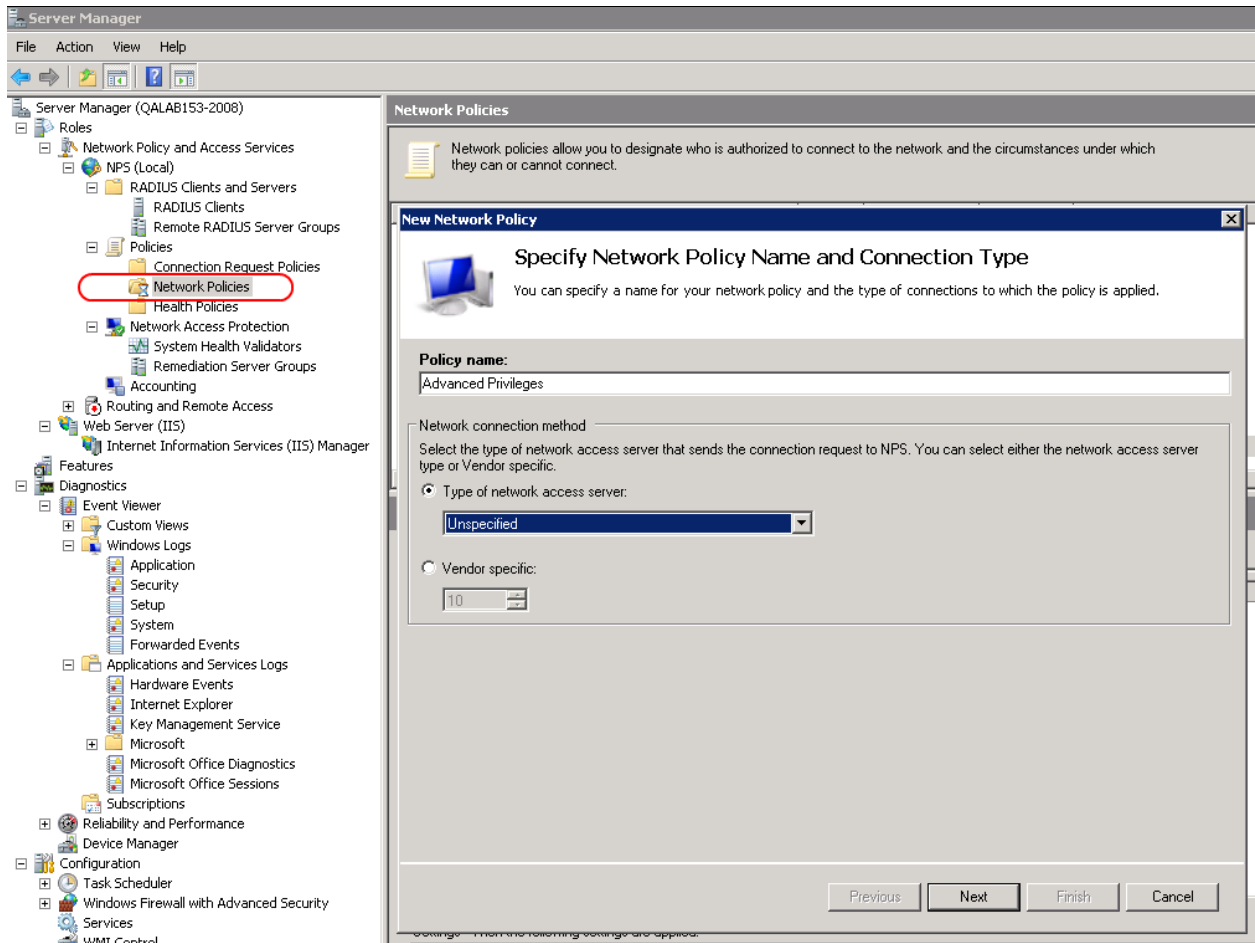 Server Manager
File Action View Help
Server Manager (QALAB153-2008)
Roles
Network Policy and Access Services
NPS (Local)
RADIUS Clients and Servers
RADIUS Clients
Remote RADIUS Server Groups
Policies
Connection Request Policies
Network Policies
Health Policies
Network Access Protection
System Health Validators
Remediation Server Groups
Accounting
Routing and Remote Access
Web Server (IIS)
Internet Information Services (IIS) Manager
Features
Diagnostics
Event Viewer
Custom Views
Windows Logs
Application
Security
Setup
System
Forwarded Events
Applications and Services Logs
Hardware Events
Internet Explorer
Key Management Service
Microsoft
Microsoft Office Diagnostics
Microsoft Office Sessions
Subscriptions
Reliability and Performance
Device Manager
Configuration
Task Scheduler
Windows Firewall with Advanced Security
Services
WMI Control
Network Policies
Network policies allow you to designate who is authorized to connect to the network and the circumstances under which
they can or cannot connect.
New Network Policy
Specify Network Policy Name and Connection Type
You can specify a name for your network policy and the type of connections to which the policy is applied.
Policy name:
Advanced Privileges
Network connection method
Select the type of network access server that sends the connection request to NPS. You can select either the network access server
type or Vendor specific.
Type of network access server:
Unspecified
Vendor specific:
10
Previous Next Finish Cancel